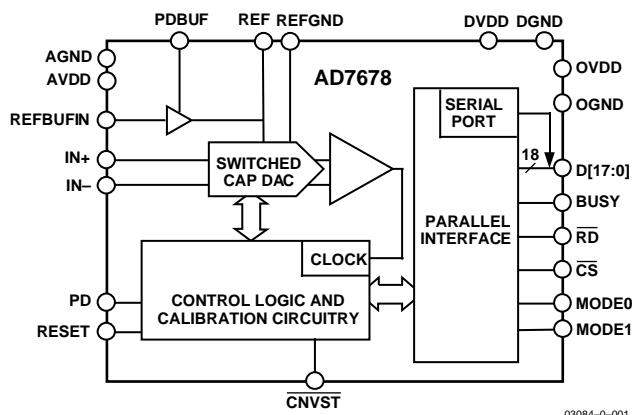 PDBUF
REF REFGND
DVDD DGND
AGND
AVDD
AD7678
OVDD
OGND
REFBUFIN
SERIAL
PORT
IN+
IN–
SWITCHED
CAP DAC
18
D[17:0]
BUSY
PARALLEL
INTERFACE
RD
CS
CLOCK
PD
RESET
CONTROL LOGIC AND
CALIBRATION CIRCUITRY
MODE0
MODE1
CNVST
03084–0–001